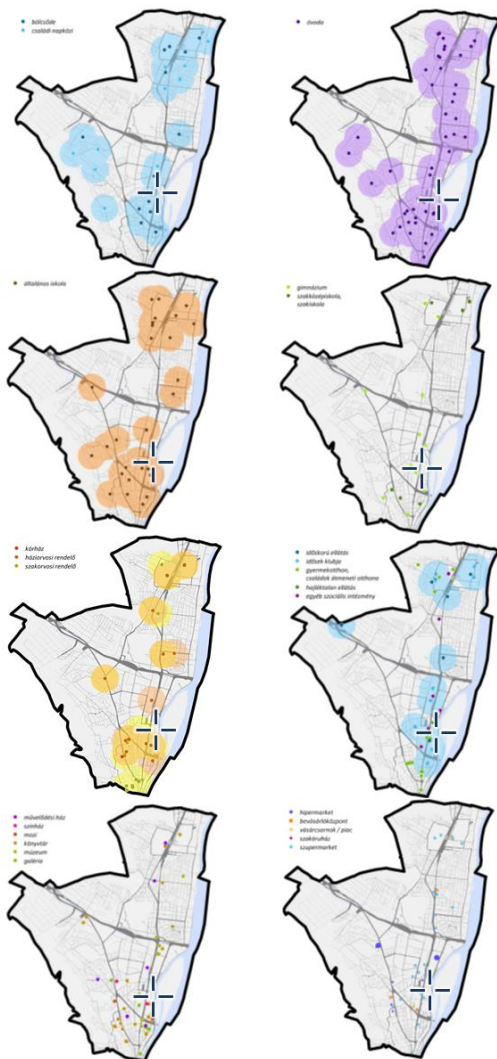 bölcsőde
családi napközi
óvoda
általános iskola
gimnázium
szakközépiskola,
szakiskola
kórház
háziorvosi rendelő
szakorvosi rendelő
időskorú ellátás
idősek klubja
gyermekotthon,
családok átmeneti otthona
hajléktalan ellátás
egyéb szociális intézmény
művelődési ház
színház
mozi
könyvtár
múzeum
galéria
hipermarket
bevásárlóközpont
vásárcsarnok / piac
szakáruház
szupermarket